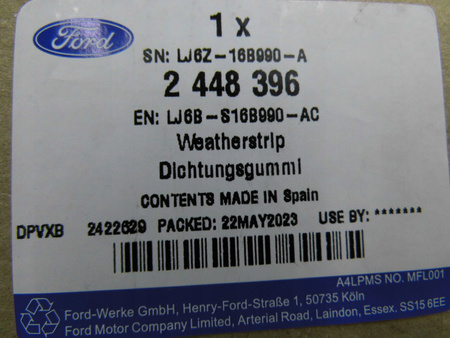 Ford
1 x
SN: LJ6Z-16B990-A
2 448 396
EN: LJ6B-S16B990-AC
Weatherstrip
Dichtungsgummi
CONTENTS MADE IN Spain
DPVXB 2422629 PACKED: 22MAY2023 USE BY: *******
A4LPMS NO. MFL001
Ford-Werke GmbH, Henry-Ford-Straße 1, 50735 Köln
Ford Motor Company Limited, Arterial Road, Laindon, Essex. SS15 6EE